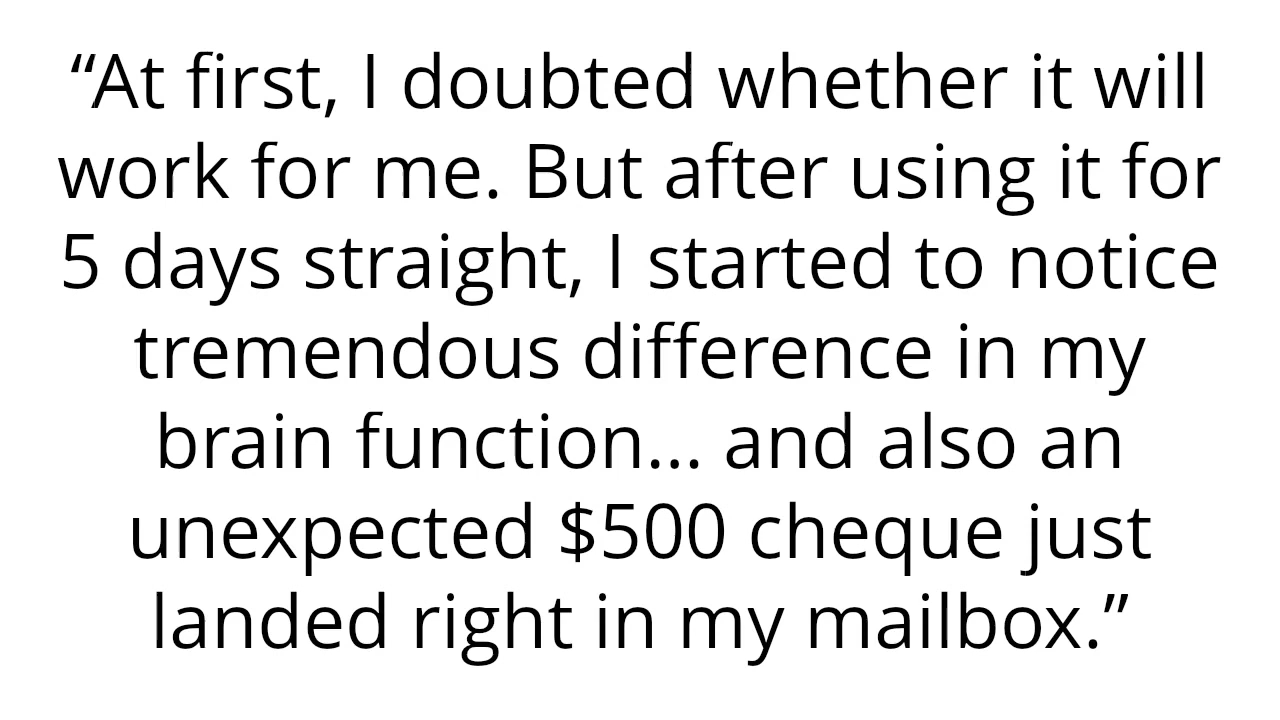 “At first, I doubted whether it will
work for me. But after using it for
5 days straight, I started to notice
tremendous difference in my
brain function... and also an
unexpected $500 cheque just
landed right in my mailbox.”